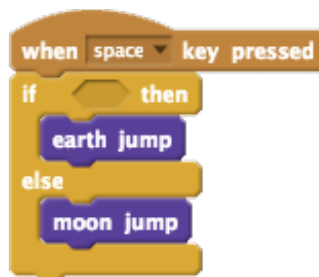 when space key pressed
if then
earth jump
else
moon jump